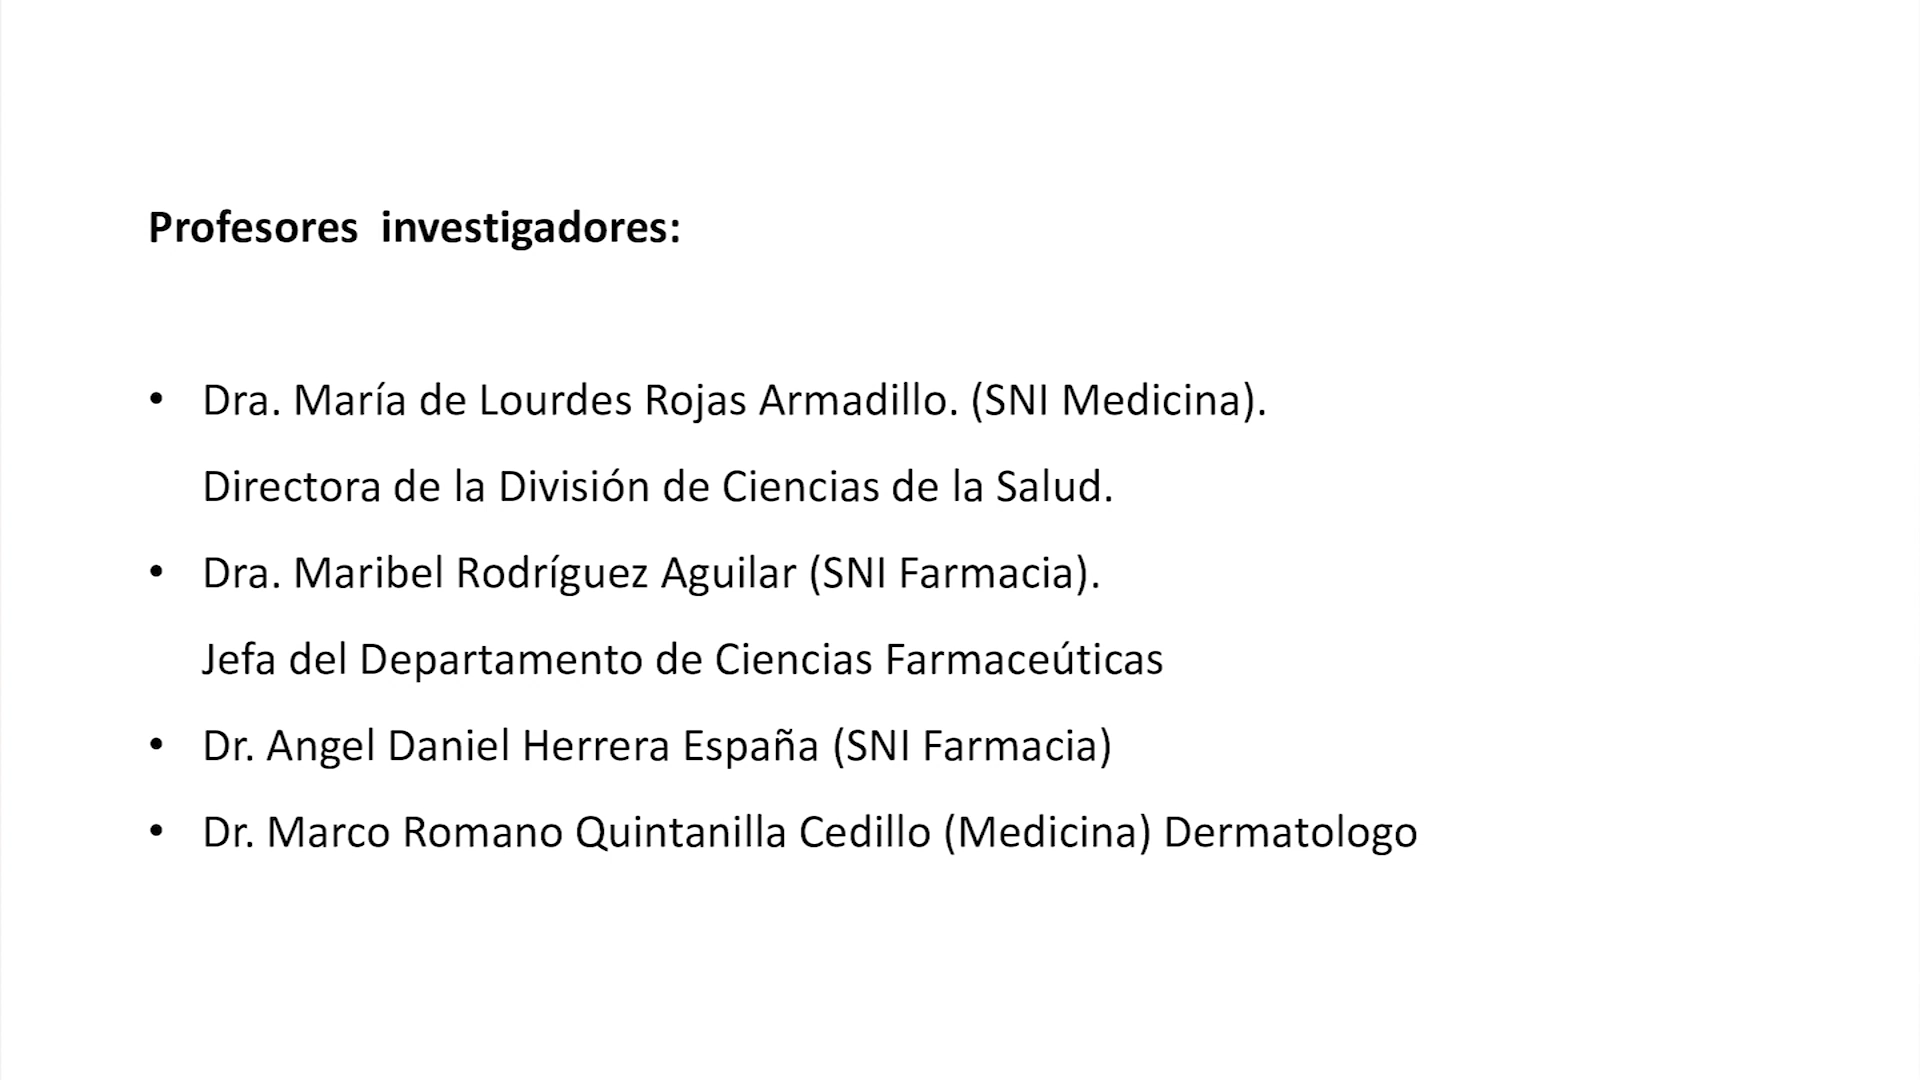 Profesores  investigadores:
• Dra. María de Lourdes Rojas Armadillo. (SNI Medicina).
Directora de la División de Ciencias de la Salud.
• Dra. Maribel Rodríguez Aguilar (SNI Farmacia).
Jefa del Departamento de Ciencias Farmaceúticas
• Dr. Angel Daniel Herrera España (SNI Farmacia)
• Dr. Marco Romano Quintanilla Cedillo (Medicina) Dermatologo